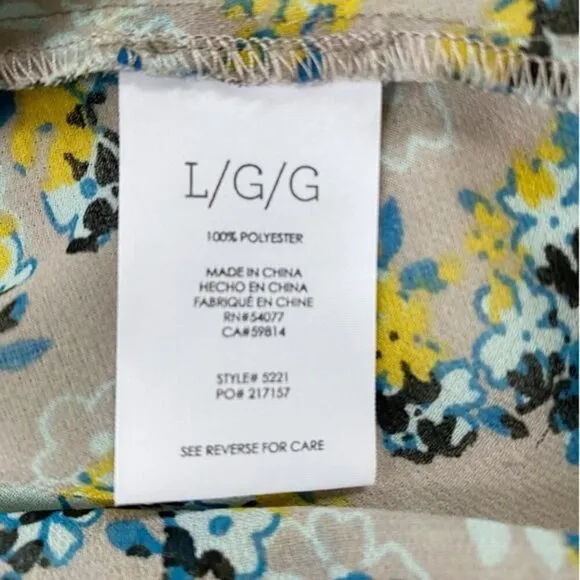 L/G/G
100% POLYESTER
MADE IN CHINA
HECHO EN CHINA
FABRIQUÉ EN CHINE
RN#54077
CA#59814
STYLE# 5221
PO# 217157
SEE REVERSE FOR CARE